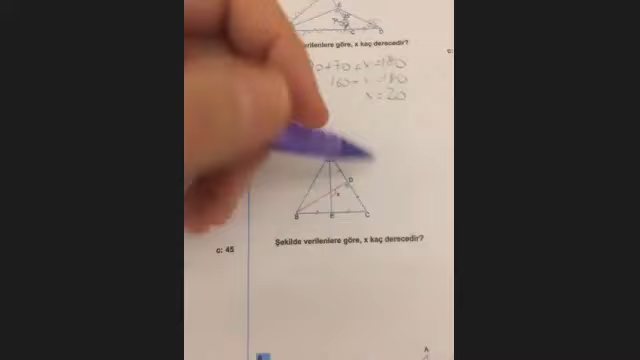 C D
verilenlere göre, x kaç derecedir?
+70+x=180
160+x=180
x=20
D
B E C
Şekilde verilenlere göre, x kaç derecedir?
c: 45
A